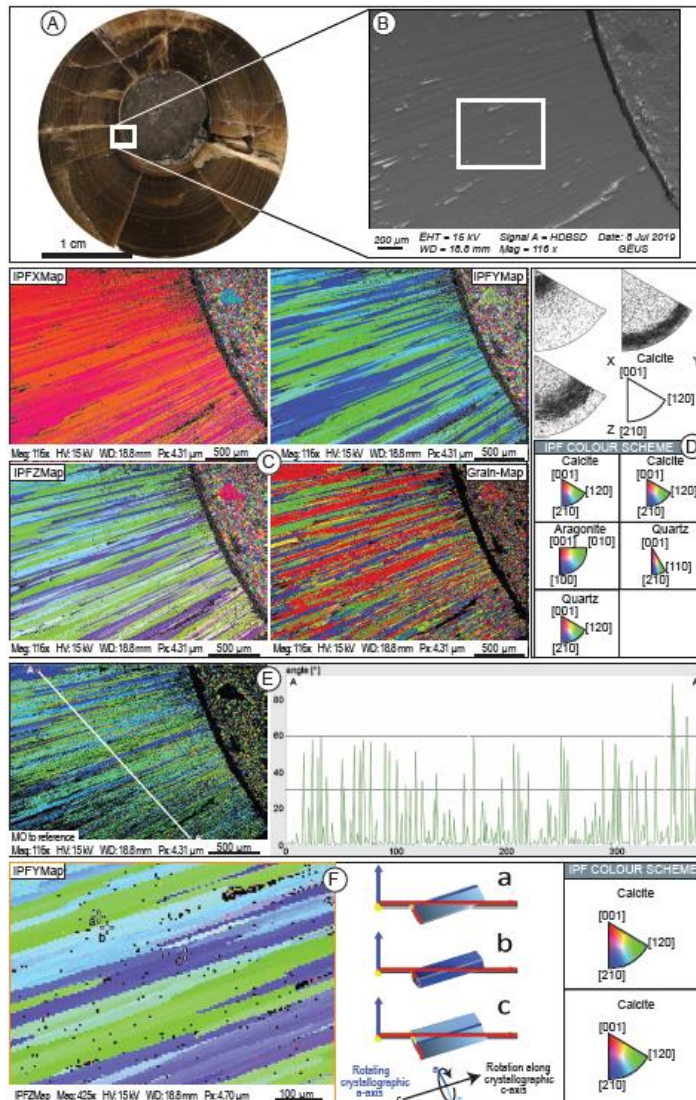 A
B
1 cm
200 µm
EHT = 15 kV
WD = 18.8 mm
Signal A = HDBSD
Mag = 116 x
Date: 8 Jul 2019
GEUS
IPFXMap
IPFYMap
Mag: 116x HV: 15 kV WD: 18.8 mm Px: 4.31 µm 500 µm
Mag: 116x HV: 15 kV WD: 18.8 mm Px: 4.31 µm 500 µm
IPFZMap
C
Grain-Map
Mag: 116x HV: 15 kV WD: 18.8 mm Px: 4.31 µm 500 µm
Mag: 116x HV: 15 kV WD: 18.8 mm Px: 4.31 µm 500 µm
X
Y
Z
Calcite
[001]
[120]
[210]
IPF COLOUR SCHEME
D
Calcite
[001]
[120]
[210]
Calcite
[001]
[120]
[210]
Aragonite
[001] [010]
[100]
Quartz
[001]
[110]
[210]
Quartz
[001]
[120]
[210]
E
A
MO to reference
Mag: 116x HV: 15 kV WD: 18.8 mm Px: 4.31 µm 500 µm
angle [°]
A
80
60
40
20
0
0
100
200
300
IPFYMap
F
a
b
c
IPFZMap Mag: 425x HV: 15 kV WD: 18.8 mm Px: 4.70 µm 100 µm
a
b
c
Rotating
crystallographic
a-axis
Rotation along
crystallographic
c-axis
IPF COLOUR SCHEME
Calcite
[001]
[120]
[210]
Calcite
[001]
[120]
[210]